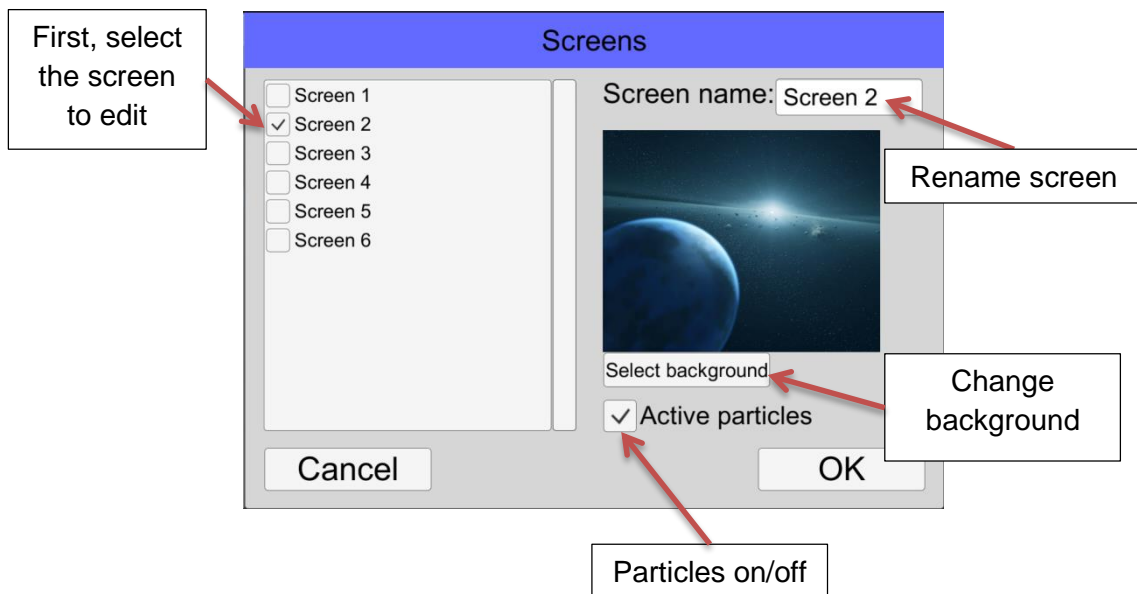 First, select
the screen
to edit
Screens
Screen 1
Screen 2
Screen 3
Screen 4
Screen 5
Screen 6
Screen name: Screen 2
Rename screen
Select background
Change
background
Active particles
Cancel
OK
Particles on/off